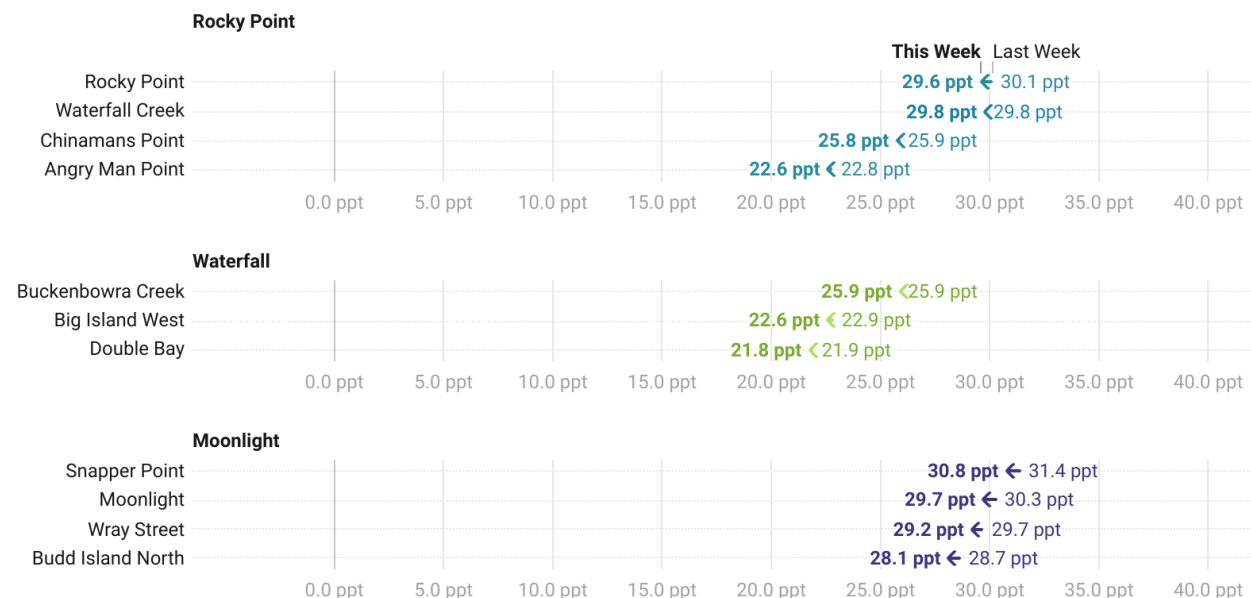 Rocky Point
This Week Last Week
Rocky Point 29.6 ppt 30.1 ppt
Waterfall Creek 29.8 ppt 29.8 ppt
Chinamans Point 25.8 ppt 25.9 ppt
Angry Man Point 22.6 ppt 22.8 ppt
0.0 ppt 5.0 ppt 10.0 ppt 15.0 ppt 20.0 ppt 25.0 ppt 30.0 ppt 35.0 ppt 40.0 ppt
Waterfall
Buckenbowra Creek 25.9 ppt 25.9 ppt
Big Island West 22.6 ppt 22.9 ppt
Double Bay 21.8 ppt 21.9 ppt
0.0 ppt 5.0 ppt 10.0 ppt 15.0 ppt 20.0 ppt 25.0 ppt 30.0 ppt 35.0 ppt 40.0 ppt
Moonlight
Snapper Point 30.8 ppt 31.4 ppt
Moonlight 29.7 ppt 30.3 ppt
Wray Street 29.2 ppt 29.7 ppt
Budd Island North 28.1 ppt 28.7 ppt
0.0 ppt 5.0 ppt 10.0 ppt 15.0 ppt 20.0 ppt 25.0 ppt 30.0 ppt 35.0 ppt 40.0 ppt